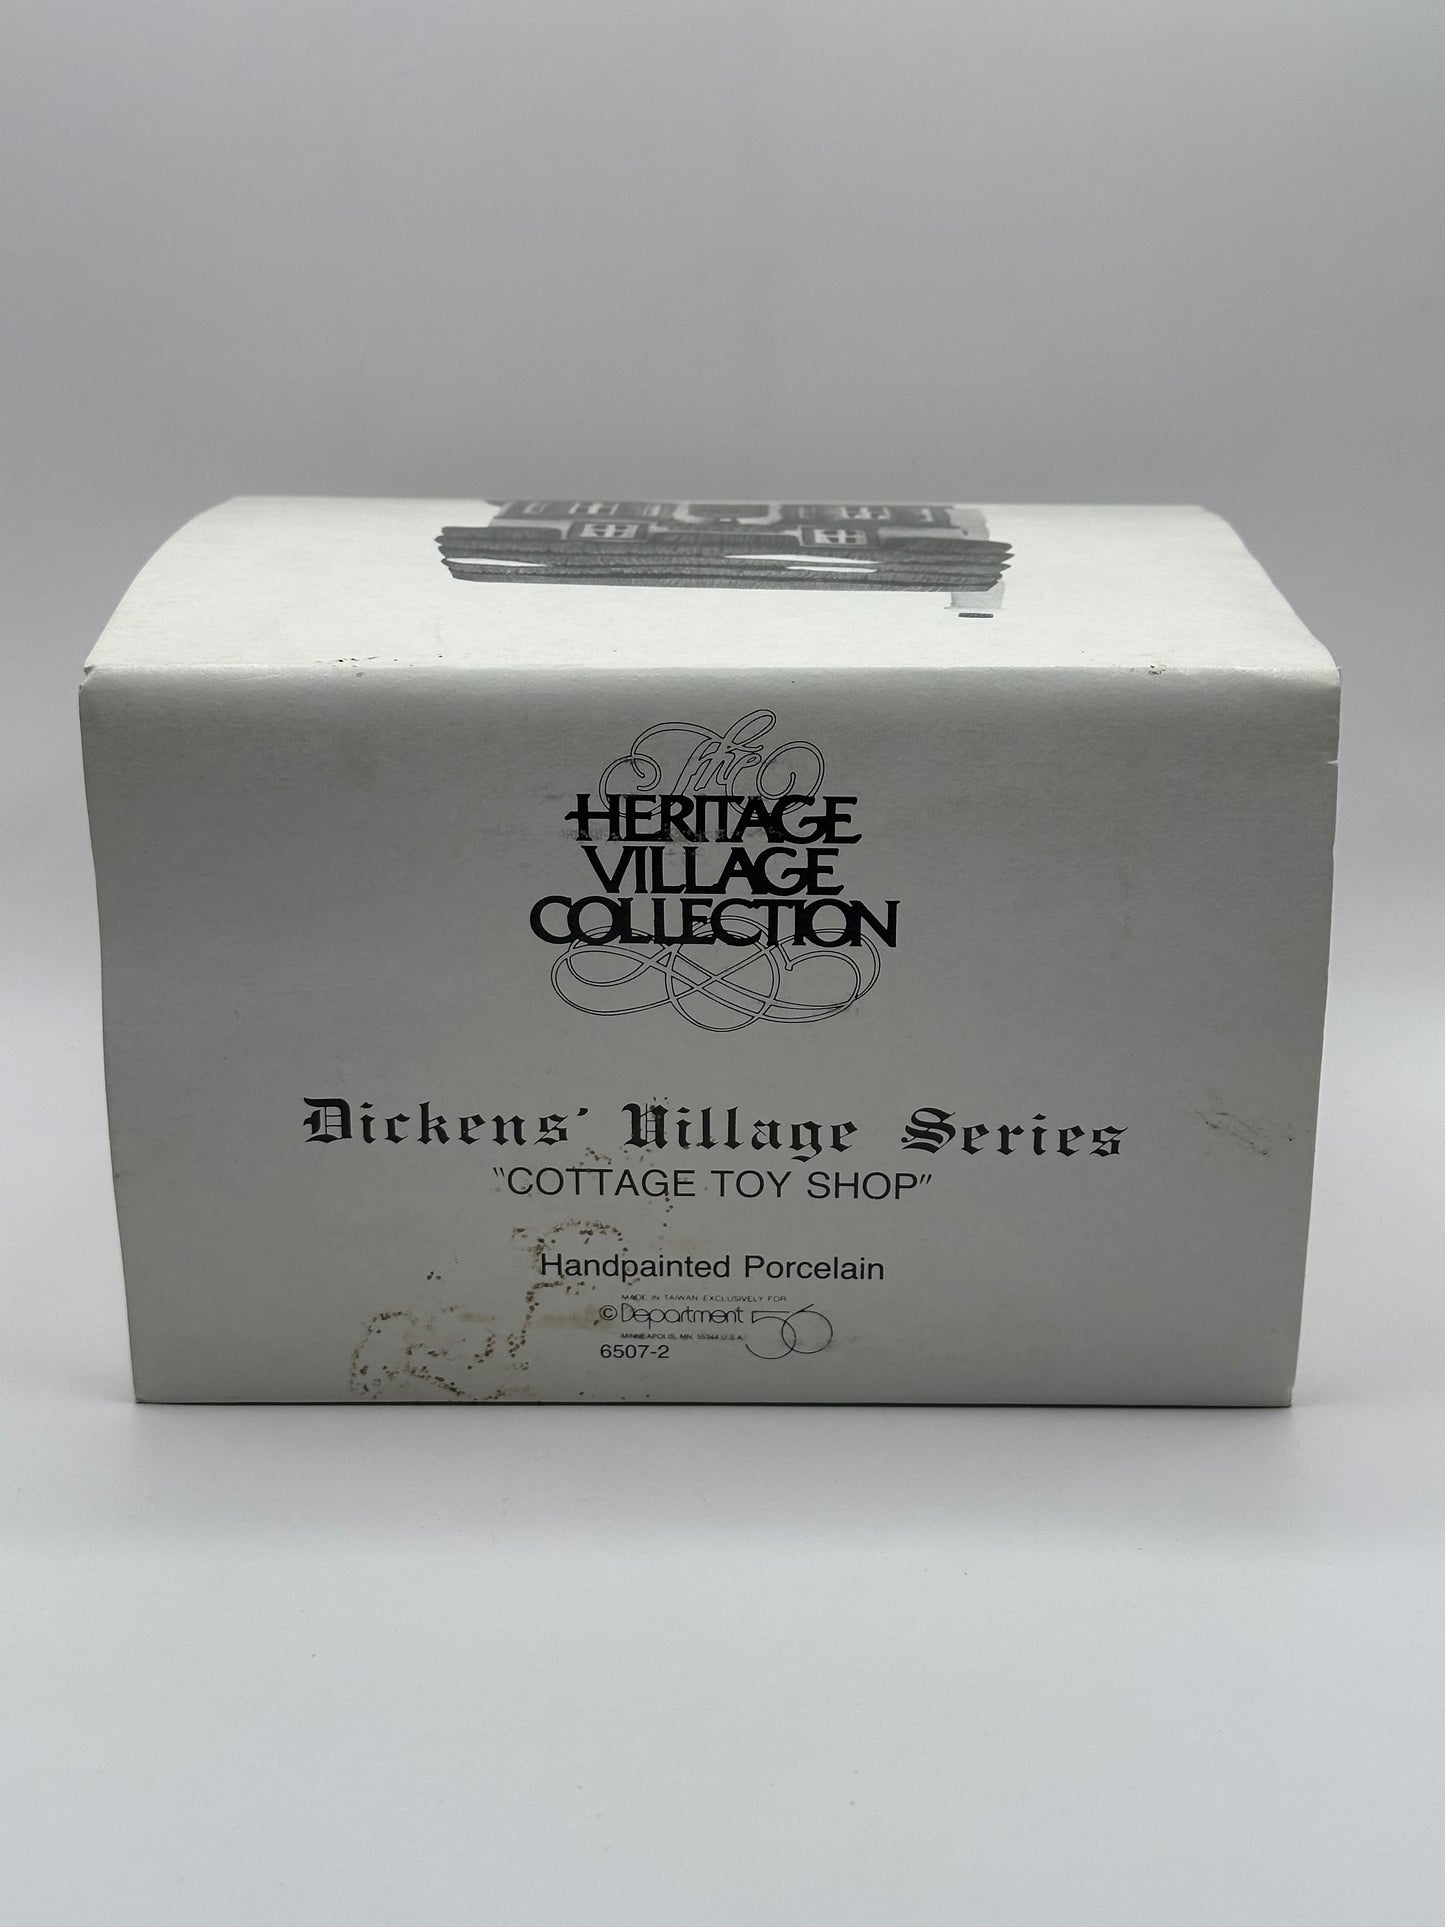 The
HERITAGE
VILLAGE
COLLECTION
Dickens' Village Series
"COTTAGE TOY SHOP"
Handpainted Porcelain
MADE IN TAIWAN EXCLUSIVELY FOR
© Department 56
MINNEAPOLIS, MN. 55344 U.S.A.
6507-2